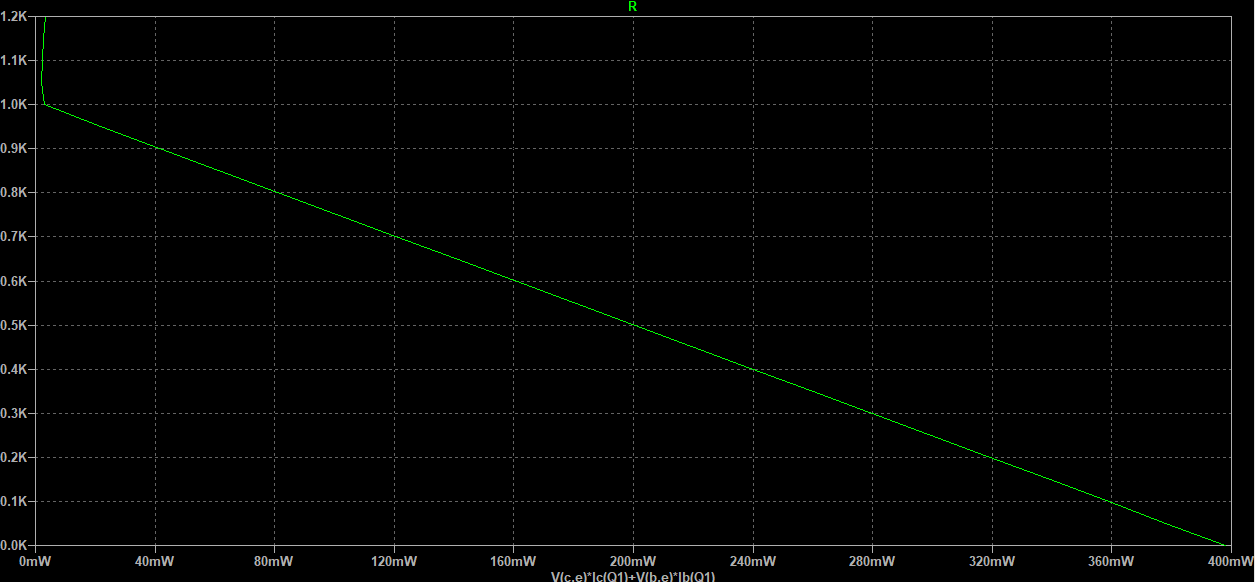 R
1.2K
1.1K
1.0K
0.9K
0.8K
0.7K
0.6K
0.5K
0.4K
0.3K
0.2K
0.1K
0.0K
0mW 40mW 80mW 120mW 160mW 200mW 240mW 280mW 320mW 360mW 400mW
V(c,e)*Ic(Q1)+V(b,e)*Ib(Q1)